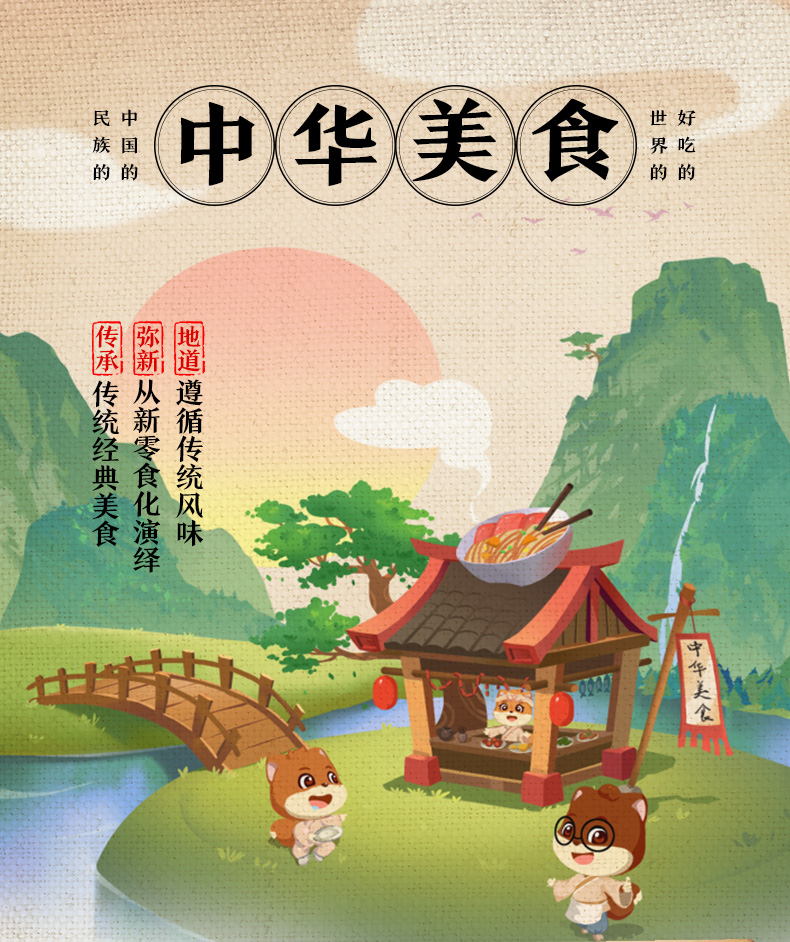 中华美食
民族的
中国的
世界的
好吃的
地道 遵循传统风味
弥新 从新零食化演绎
传承 传统经典美食
中华美食